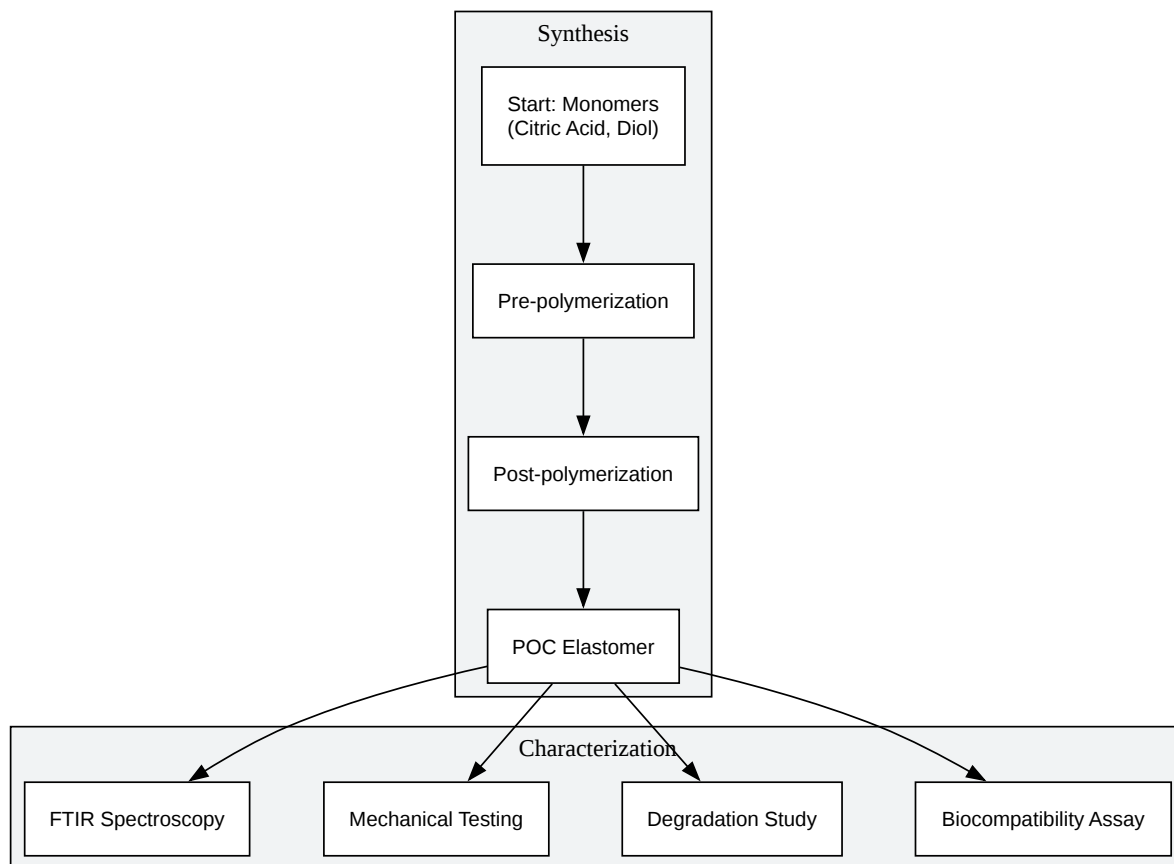 Synthesis
Start: Monomers
(Citric Acid, Diol)
Pre-polymerization
Post-polymerization
POC Elastomer
Characterization
FTIR Spectroscopy
Mechanical Testing
Degradation Study
Biocompatibility Assay